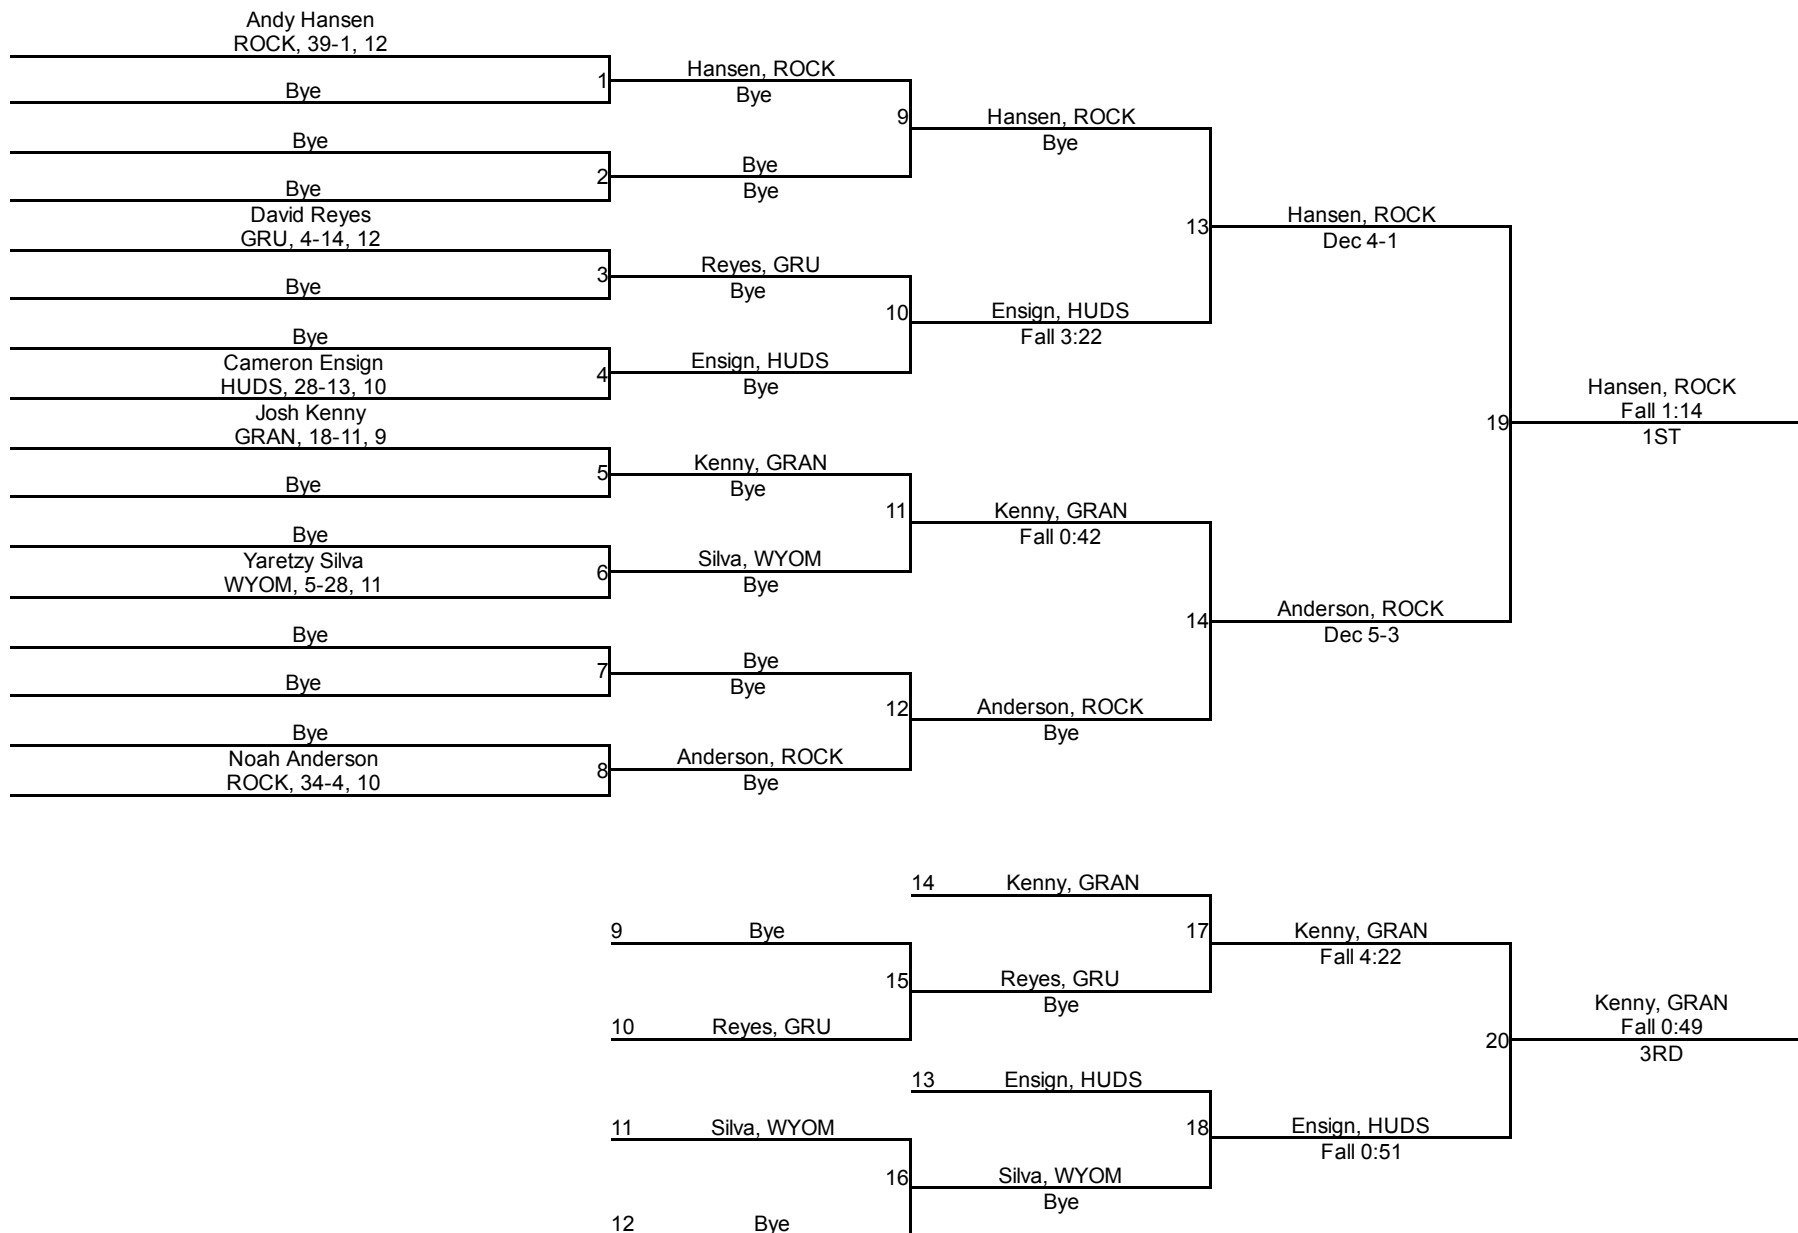 Andy Hansen
ROCK, 39-1, 12
1
Bye
Hansen, ROCK
Bye
9
Bye
2
Bye
Bye
Bye
Hansen, ROCK
Bye
13
David Reyes
GRU, 4-14, 12
3
Bye
Reyes, GRU
Bye
10
Bye
Cameron Ensign
HUDS, 28-13, 10
4
Ensign, HUDS
Bye
Ensign, HUDS
Fall 3:22
Hansen, ROCK
Dec 4-1
19
Josh Kenny
GRAN, 18-11, 9
5
Bye
Kenny, GRAN
Bye
11
Bye
Yaretzy Silva
WYOM, 5-28, 11
6
Silva, WYOM
Bye
Kenny, GRAN
Fall 0:42
14
Bye
7
Bye
Bye
Bye
12
Bye
Noah Anderson
ROCK, 34-4, 10
8
Anderson, ROCK
Bye
Anderson, ROCK
Bye
Anderson, ROCK
Dec 5-3
Hansen, ROCK
Fall 1:14
1ST
14
Kenny, GRAN
17
9
Bye
15
10
Reyes, GRU
Reyes, GRU
Bye
Kenny, GRAN
Fall 4:22
20
13
Ensign, HUDS
18
11
Silva, WYOM
16
12
Bye
Silva, WYOM
Bye
Ensign, HUDS
Fall 0:51
Kenny, GRAN
Fall 0:49
3RD